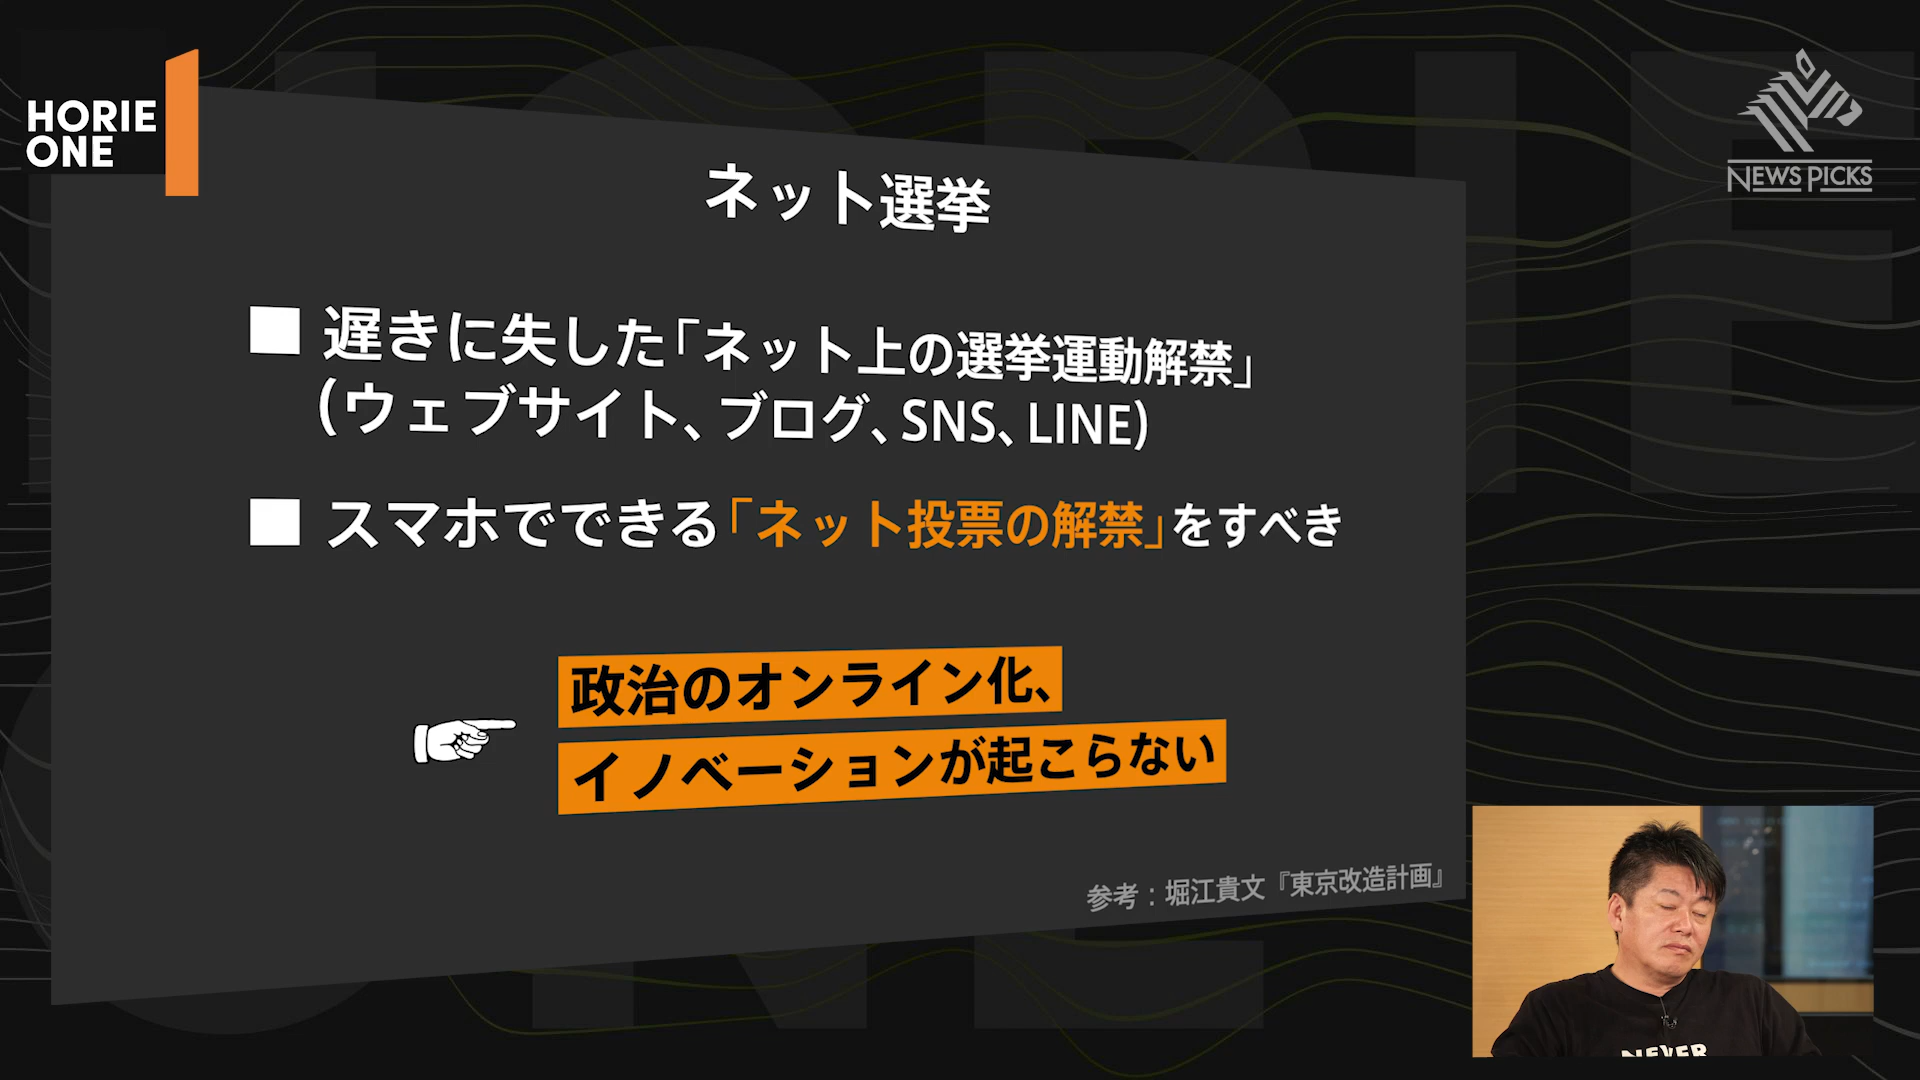 HORIE
ONE
NEWS PICKS
ネット選挙
■ 遅きに失した「ネット上の選挙運動解禁」
(ウェブサイト、ブログ、SNS、LINE)
■ スマホでできる「ネット投票の解禁」をすべき
政治のオンライン化、
イノベーションが起こらない
参考：堀江貴文『東京改造計画』
NEVER